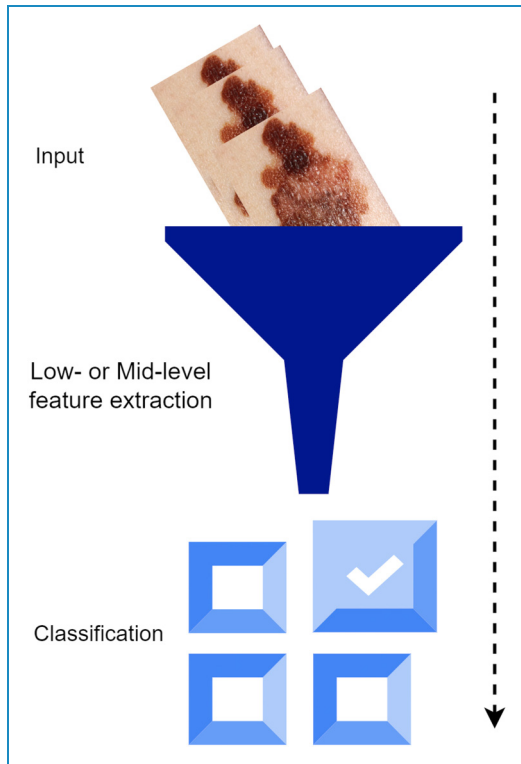 Input
Low- or Mid-level
feature extraction
Classification